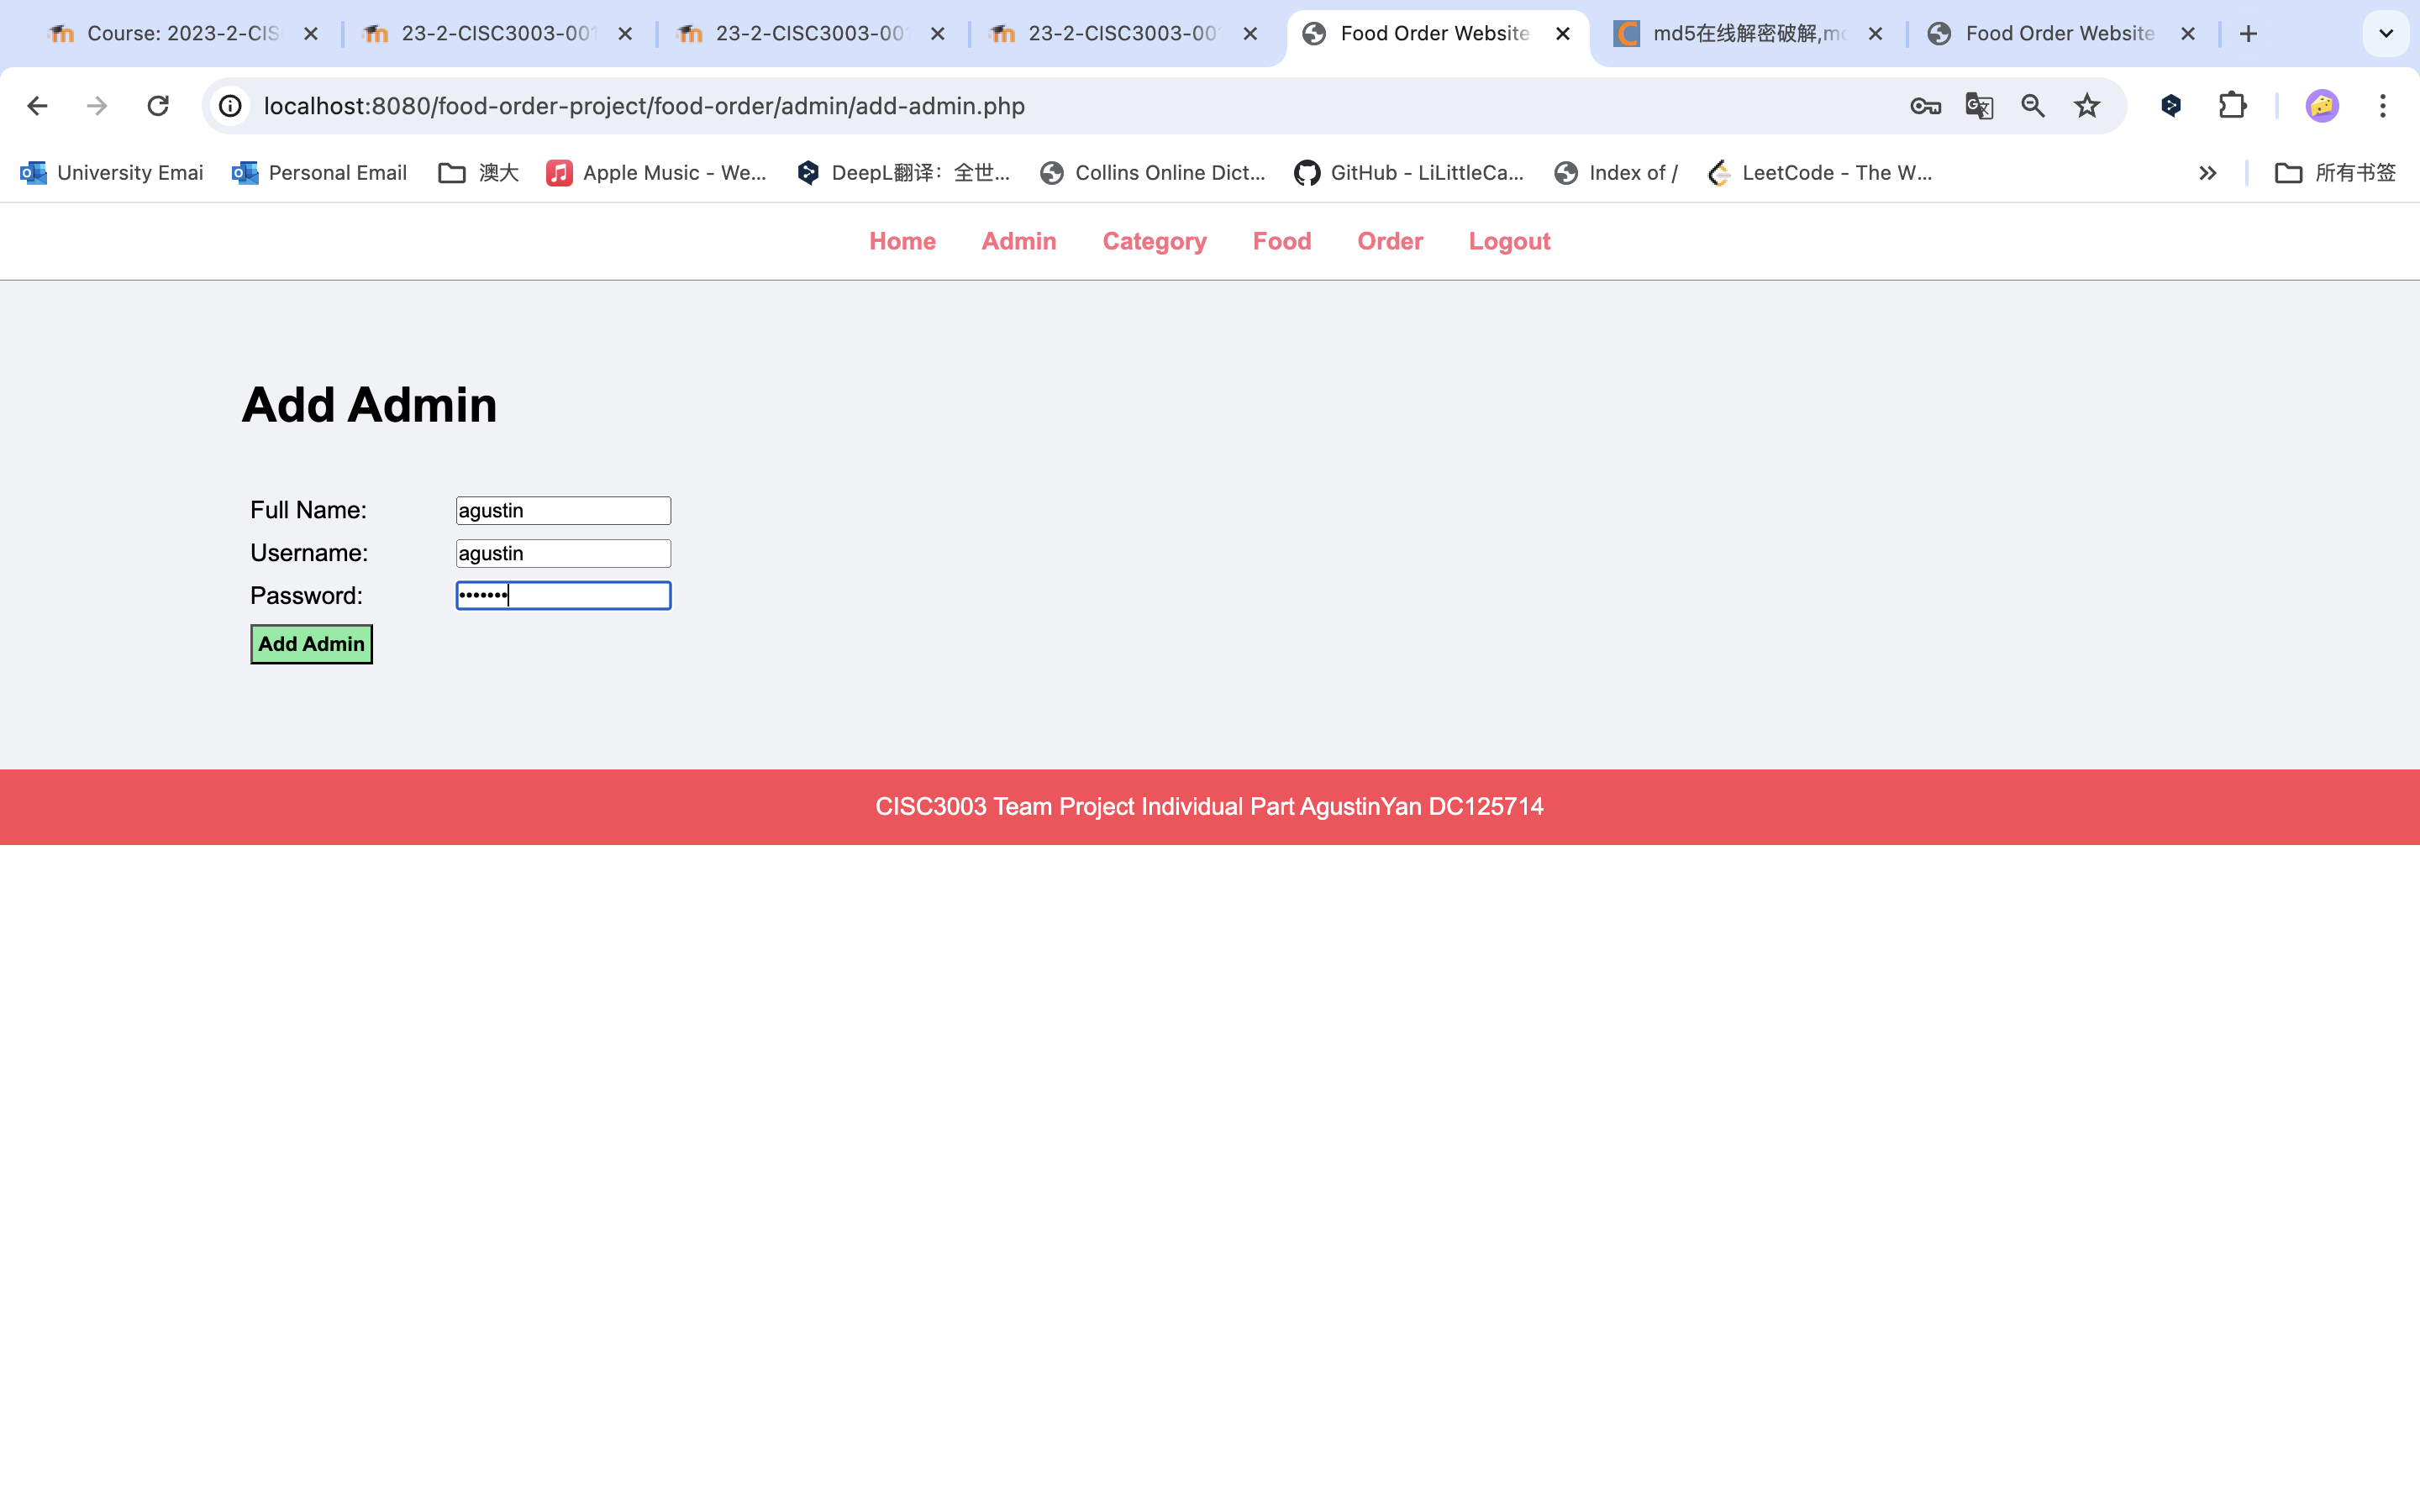 Course: 2023-2-CIS
23-2-CISC3003-001
23-2-CISC3003-00
23-2-CISC3003-00
Food Order Website
md5在线解密破解,md
Food Order Website
localhost:8080/food-order-project/food-order/admin/add-admin.php
University Emai
Personal Email
澳大
Apple Music - We...
DeepL翻译：全世...
Collins Online Dict...
GitHub - LiLittleCa...
Index of /
LeetCode - The W...
所有书签
Home
Admin
Category
Food
Order
Logout
Add Admin
Full Name:
agustin
Username:
agustin
Password:
Add Admin
CISC3003 Team Project Individual Part AgustinYan DC125714